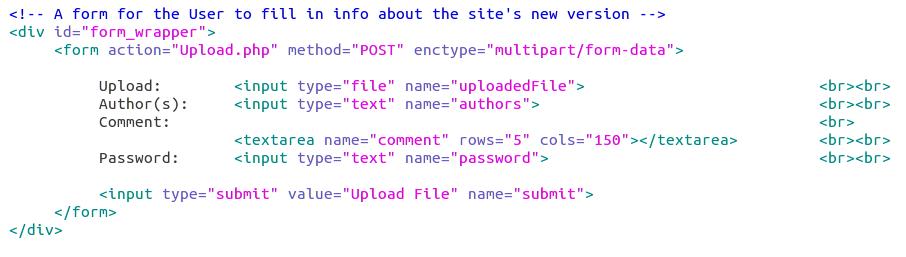 <!-- A form for the User to fill in info about the site's new version -->
<div id="form_wrapper">
     <form action="Upload.php" method="POST" enctype="multipart/form-data">

          Upload:        <input type="file" name="uploadedFile">                          <br><br>
          Author(s):     <input type="text" name="authors">                               <br><br>
          Comment:                                                                        <br>
                         <textarea name="comment" rows="5" cols="150"></textarea>         <br><br>
          Password:      <input type="text" name="password">                              <br><br>

          <input type="submit" value="Upload File" name="submit">
     </form>
</div>